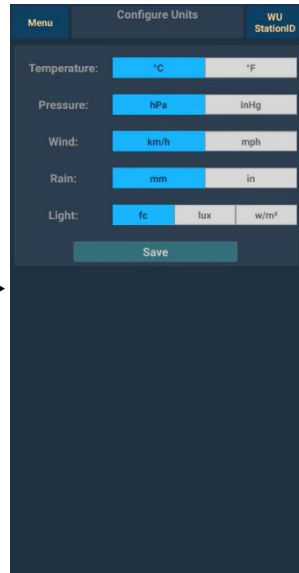 Menu
Configure Units
WU
StationID
Temperature: °C °F
Pressure: hPa inHg
Wind: km/h mph
Rain: mm in
Light: fc lux w/m²
Save